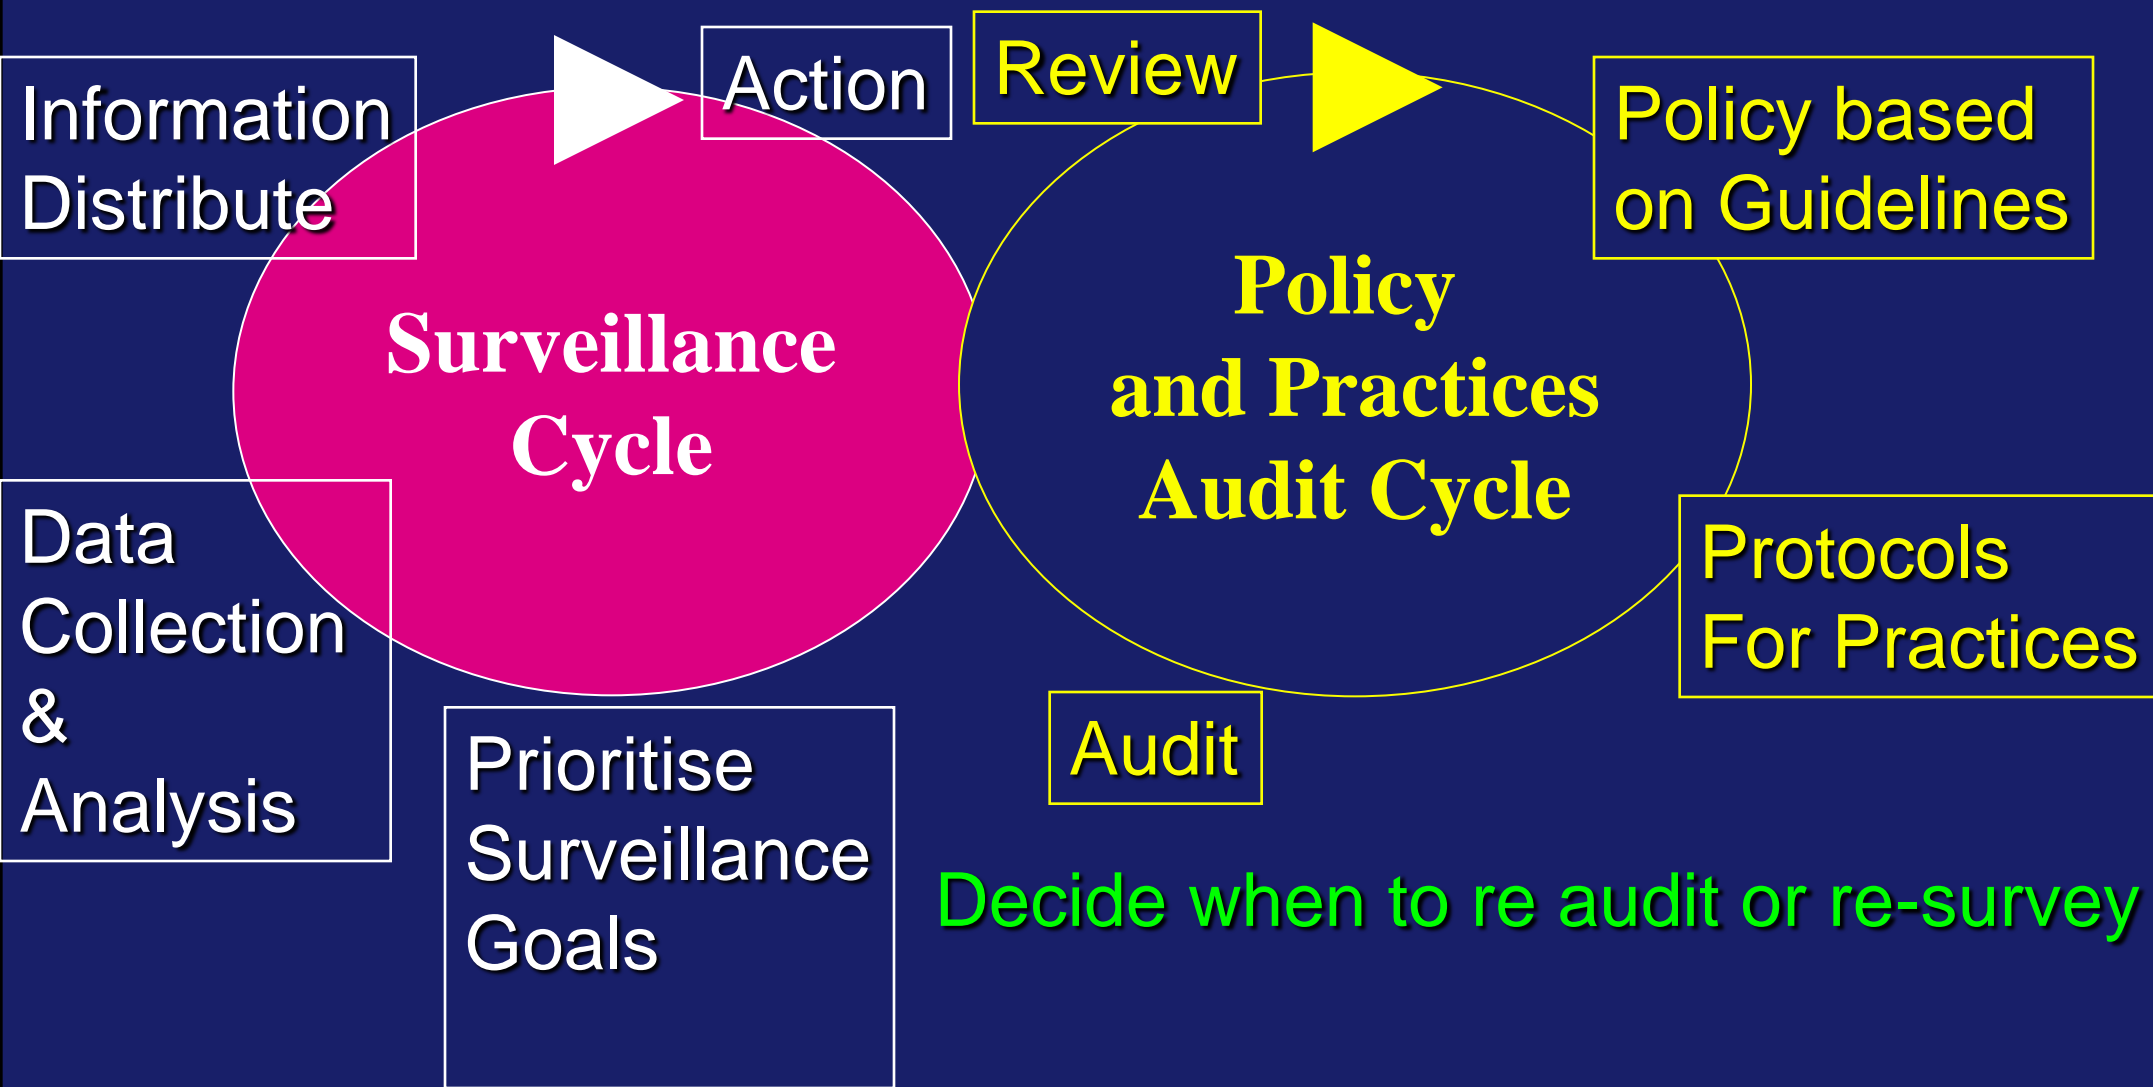 Information
Distribute
Action
Review
Policy based
on Guidelines
Surveillance
Cycle
Policy
and Practices
Audit Cycle
Data
Collection
&
Analysis
Protocols
For Practices
Prioritise
Surveillance
Goals
Audit
Decide when to re audit or re-survey